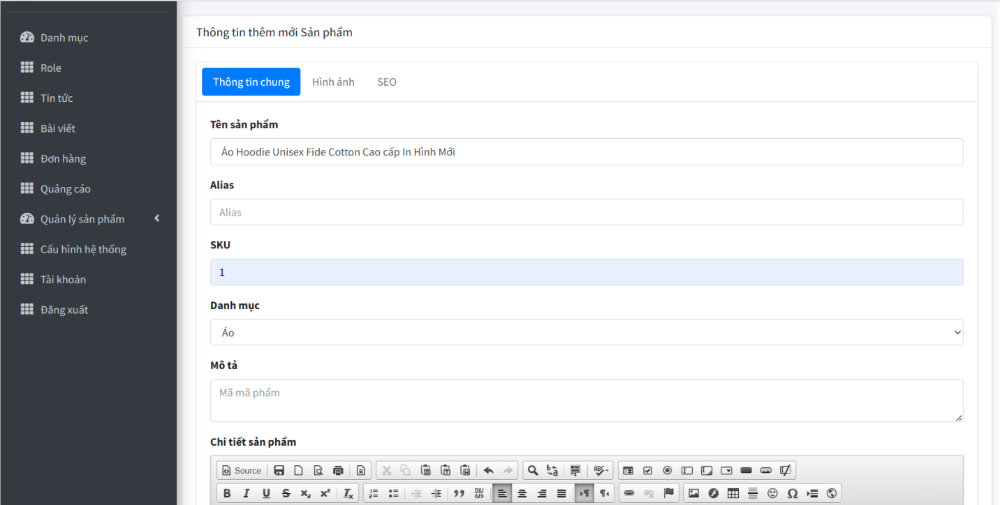 Danh mục
Role
Tin tức
Bài viết
Đơn hàng
Quảng cáo
Quản lý sản phẩm
Cấu hình hệ thống
Tài khoản
Đăng xuất
Thông tin thêm mới Sản phẩm
Thông tin chung Hình ảnh SEO
Tên sản phẩm
Áo Hoodie Unisex Fide Cotton Cao cấp In Hình Mới
Alias
Alias
SKU
1
Danh mục
Áo
Mô tả
Mã mã phẩm
Chi tiết sản phẩm
Source